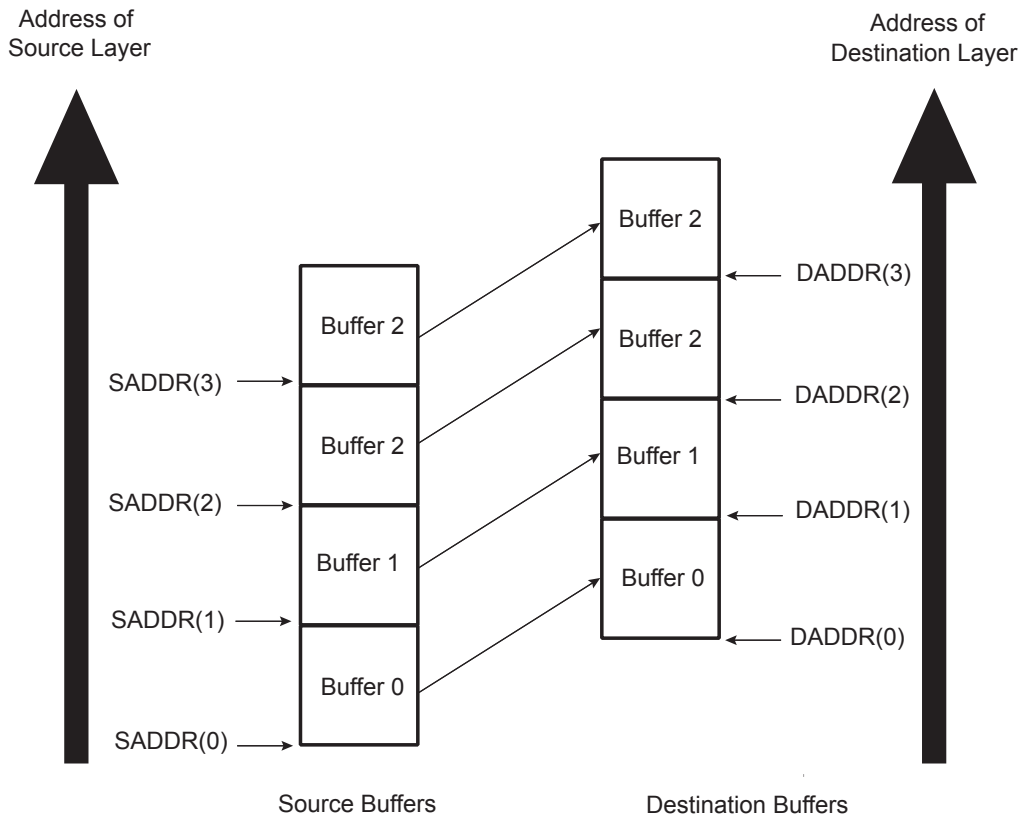 Address of
Source Layer
Address of
Destination Layer
Buffer 2
Buffer 2
DADDR(3)
Buffer 2
Buffer 2
SADDR(3)
DADDR(2)
Buffer 2
Buffer 1
SADDR(2)
DADDR(1)
Buffer 1
Buffer 0
SADDR(1)
DADDR(0)
Buffer 0
SADDR(0)
Source Buffers
Destination Buffers